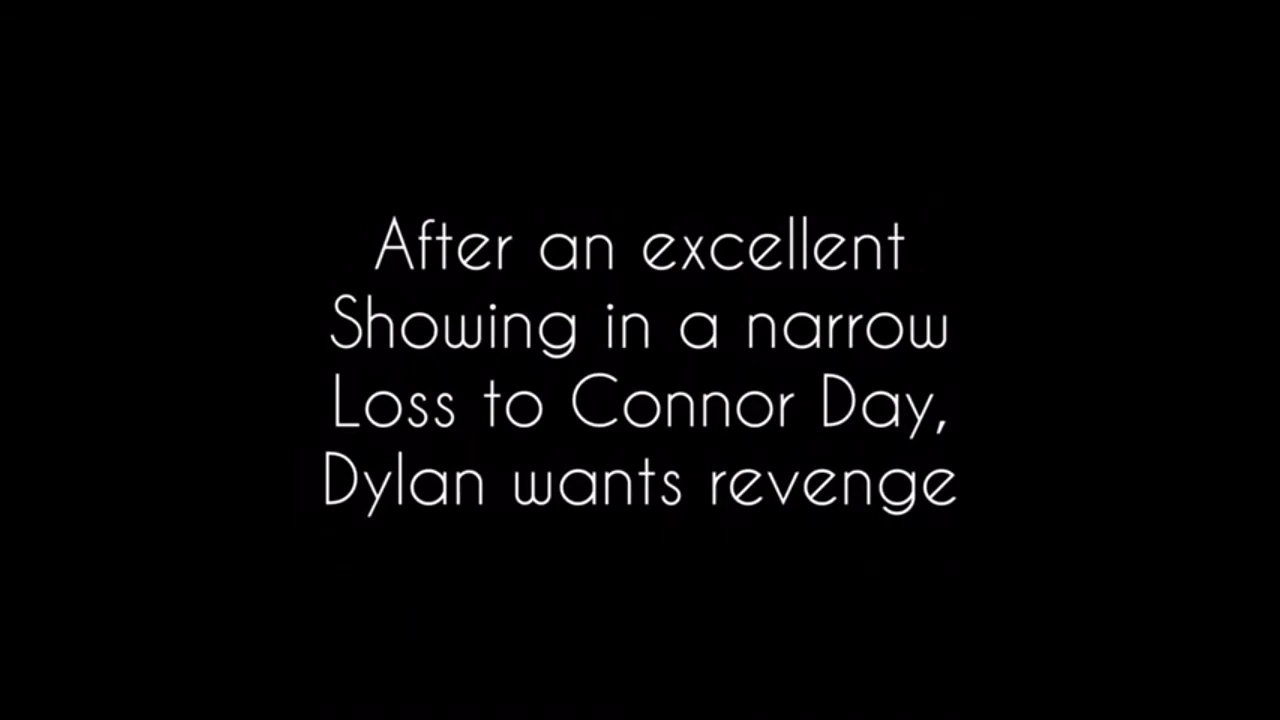 After an excellent
Showing in a narrow
Loss to Connor Day,
Dylan wants revenge